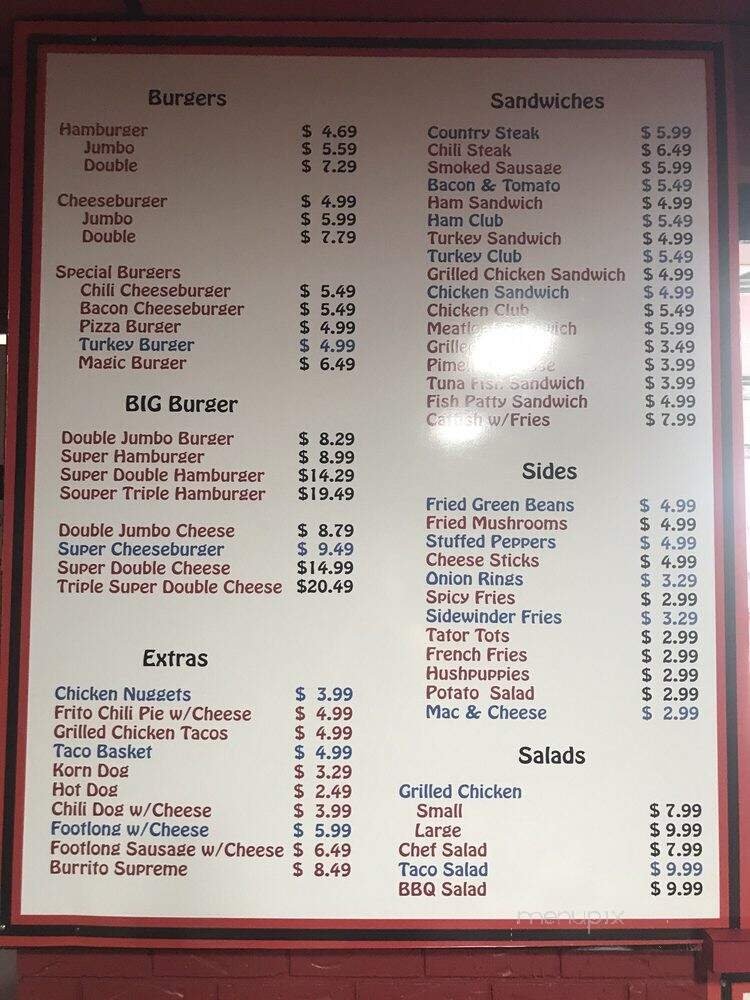 Burgers
Hamburger $ 4.69
Jumbo $ 5.59
Double $ 7.29
Cheeseburger $ 4.99
Jumbo $ 5.99
Double $ 7.79
Special Burgers
Chili Cheeseburger $ 5.49
Bacon Cheeseburger $ 5.49
Pizza Burger $ 4.99
Turkey Burger $ 4.99
Magic Burger $ 6.49
BIG Burger
Double Jumbo Burger $ 8.29
Super Hamburger $ 8.99
Super Double Hamburger $14.29
Souper Triple Hamburger $19.49
Double Jumbo Cheese $ 8.79
Super Cheeseburger $ 9.49
Super Double Cheese $14.99
Triple Super Double Cheese $20.49
Extras
Chicken Nuggets $ 3.99
Frito Chili Pie w/Cheese $ 4.99
Grilled Chicken Tacos $ 4.99
Taco Basket $ 4.99
Korn Dog $ 3.29
Hot Dog $ 2.49
Chili Dog w/Cheese $ 3.99
Footlong w/Cheese $ 5.99
Footlong Sausage w/Cheese $ 6.49
Burrito Supreme $ 8.49
Sandwiches
Country Steak $ 5.99
Chili Steak $ 6.49
Smoked Sausage $ 5.99
Bacon & Tomato $ 5.49
Ham Sandwich $ 4.99
Ham Club $ 5.49
Turkey Sandwich $ 4.99
Turkey Club $ 5.49
Grilled Chicken Sandwich $ 4.99
Chicken Sandwich $ 4.99
Chicken Club $ 5.49
$ 5.99
$ 3.49
$ 3.99
Tuna Fish Sandwich $ 3.99
Fish Patty Sandwich $ 4.99
Catfish w/Fries $ 7.99
Sides
Fried Green Beans $ 4.99
Fried Mushrooms $ 4.99
Stuffed Peppers $ 4.99
Cheese Sticks $ 4.99
Onion Rings $ 3.29
Spicy Fries $ 2.99
Sidewinder Fries $ 3.29
Tator Tots $ 2.99
French Fries $ 2.99
Hushpuppies $ 2.99
Potato Salad $ 2.99
Mac & Cheese $ 2.99
Salads
Grilled Chicken
Small $ 7.99
Large $ 9.99
Chef Salad $ 7.99
Taco Salad $ 9.99
BBQ Salad $ 9.99
menupix